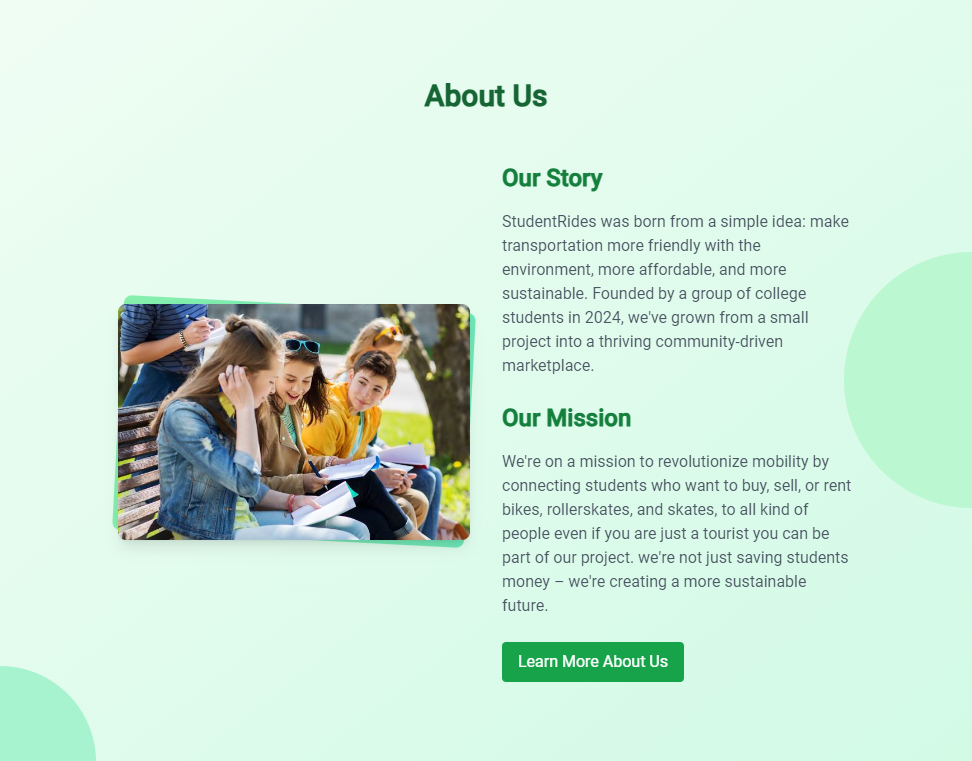 About Us
Our Story
StudentRides was born from a simple idea: make
transportation more friendly with the
environment, more affordable, and more
sustainable. Founded by a group of college
students in 2024, we've grown from a small
project into a thriving community-driven
marketplace.
Our Mission
We're on a mission to revolutionize mobility by
connecting students who want to buy, sell, or rent
bikes, rollerskates, and skates, to all kind of
people even if you are just a tourist you can be
part of our project. we're not just saving students
money – we're creating a more sustainable
future.
Learn More About Us